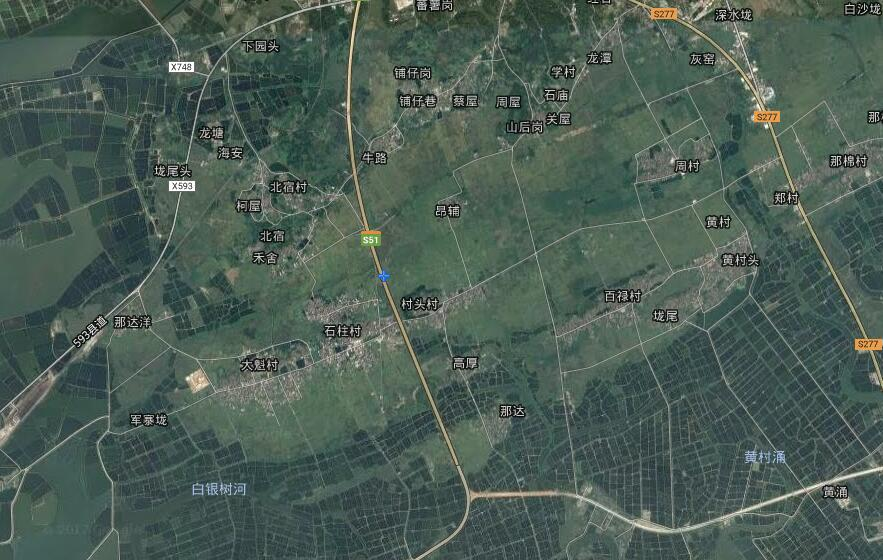 番薯岗
S277
深水垅
白沙垅
下园头
X748
铺仔岗
学村
龙潭
灰窑
铺仔巷
蔡屋
周屋
石庙
关屋
山后岗
S277
龙塘
海安
牛路
垅尾头
X593
北宿村
周村
那棉村
柯屋
昂辅
郑村
北宿
S51
黄村
禾舍
黄村头
村头村
百禄村
593县道
那达洋
石柱村
垅尾
S277
大魁村
高厚
军寨垅
那达
黄村涌
白银树河
黄涌